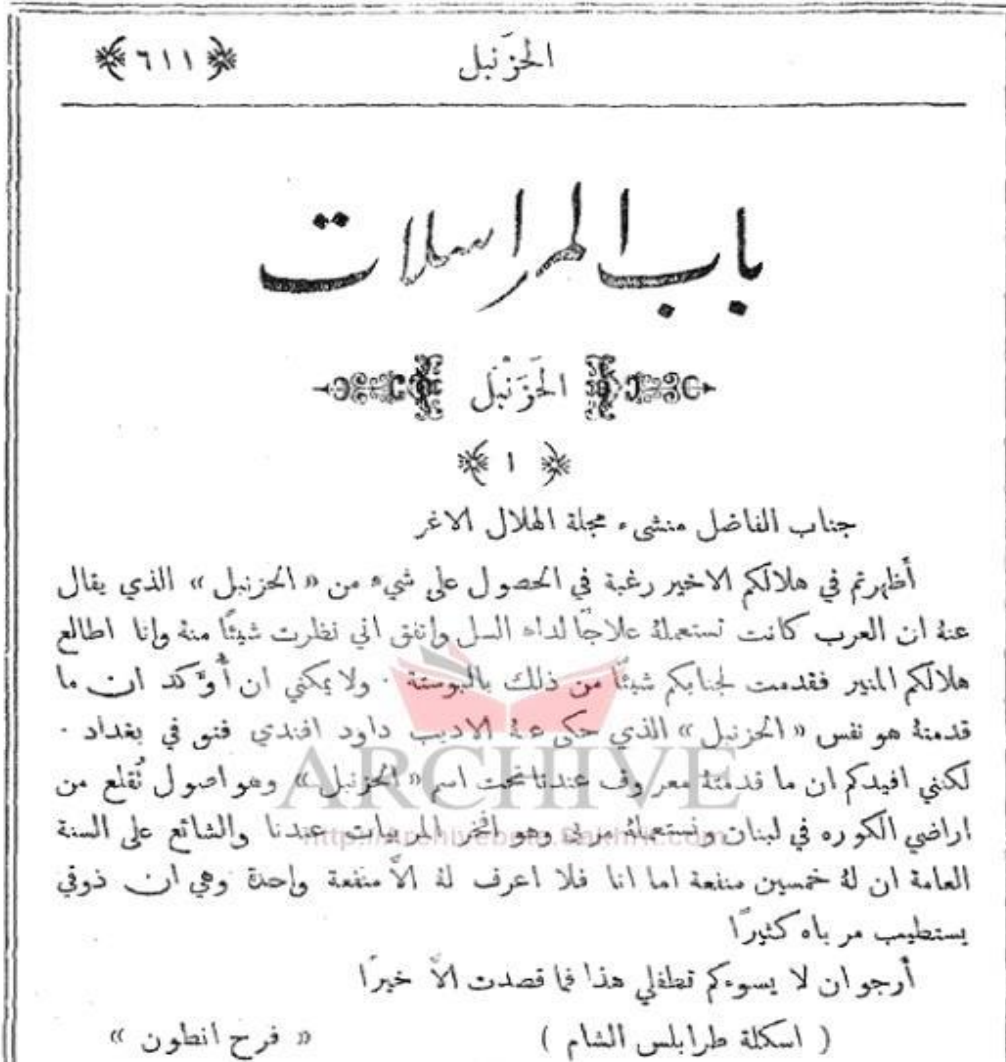 الحزَنبل ﴿٦١١﴾
باب المراسلات
الحَزَنْبَل
﴿ ١ ﴾
جناب الفاضل منشىء مجلة الهلال الاغر
أظهرتم في هلالكم الاخير رغبة في الحصول على شيء من « الحزنبل » الذي يقال
عنهُ ان العرب كانت تستعملهُ علاجًا لداء السل واتفق اني نظرت شيئًا منهُ وانا اطالع
هلالكم المنير فقدمت لجنابكم شيئًا من ذلك بالبوستة . ولا يمكني ان أُوكد ان ما
قدمتهُ هو نفس « الحزنبل » الذي حكى عنهُ الاديب داود افندي فتو في بغداد .
لكنني افيدكم ان ما قدمتهُ معروف عندنا تحت اسم « الحزنبل » وهو اصول تُقلع من
اراضي الكوره في لبنان ونستعملهُ مربى وهو افخر المربيات عندنا والشائع على السنة
العامة ان لهُ خمسين منفعة اما انا فلا اعرف لهُ الاَّ منفعة واحدة وهي ان ذوقي
يستطيب مرباه كثيرًا
أرجو ان لا يسوءكم تطفلي هذا فما قصدت الاَّ خيرًا
( اسكلة طرابلس الشام ) « فرح انطون »
ARCHIVE